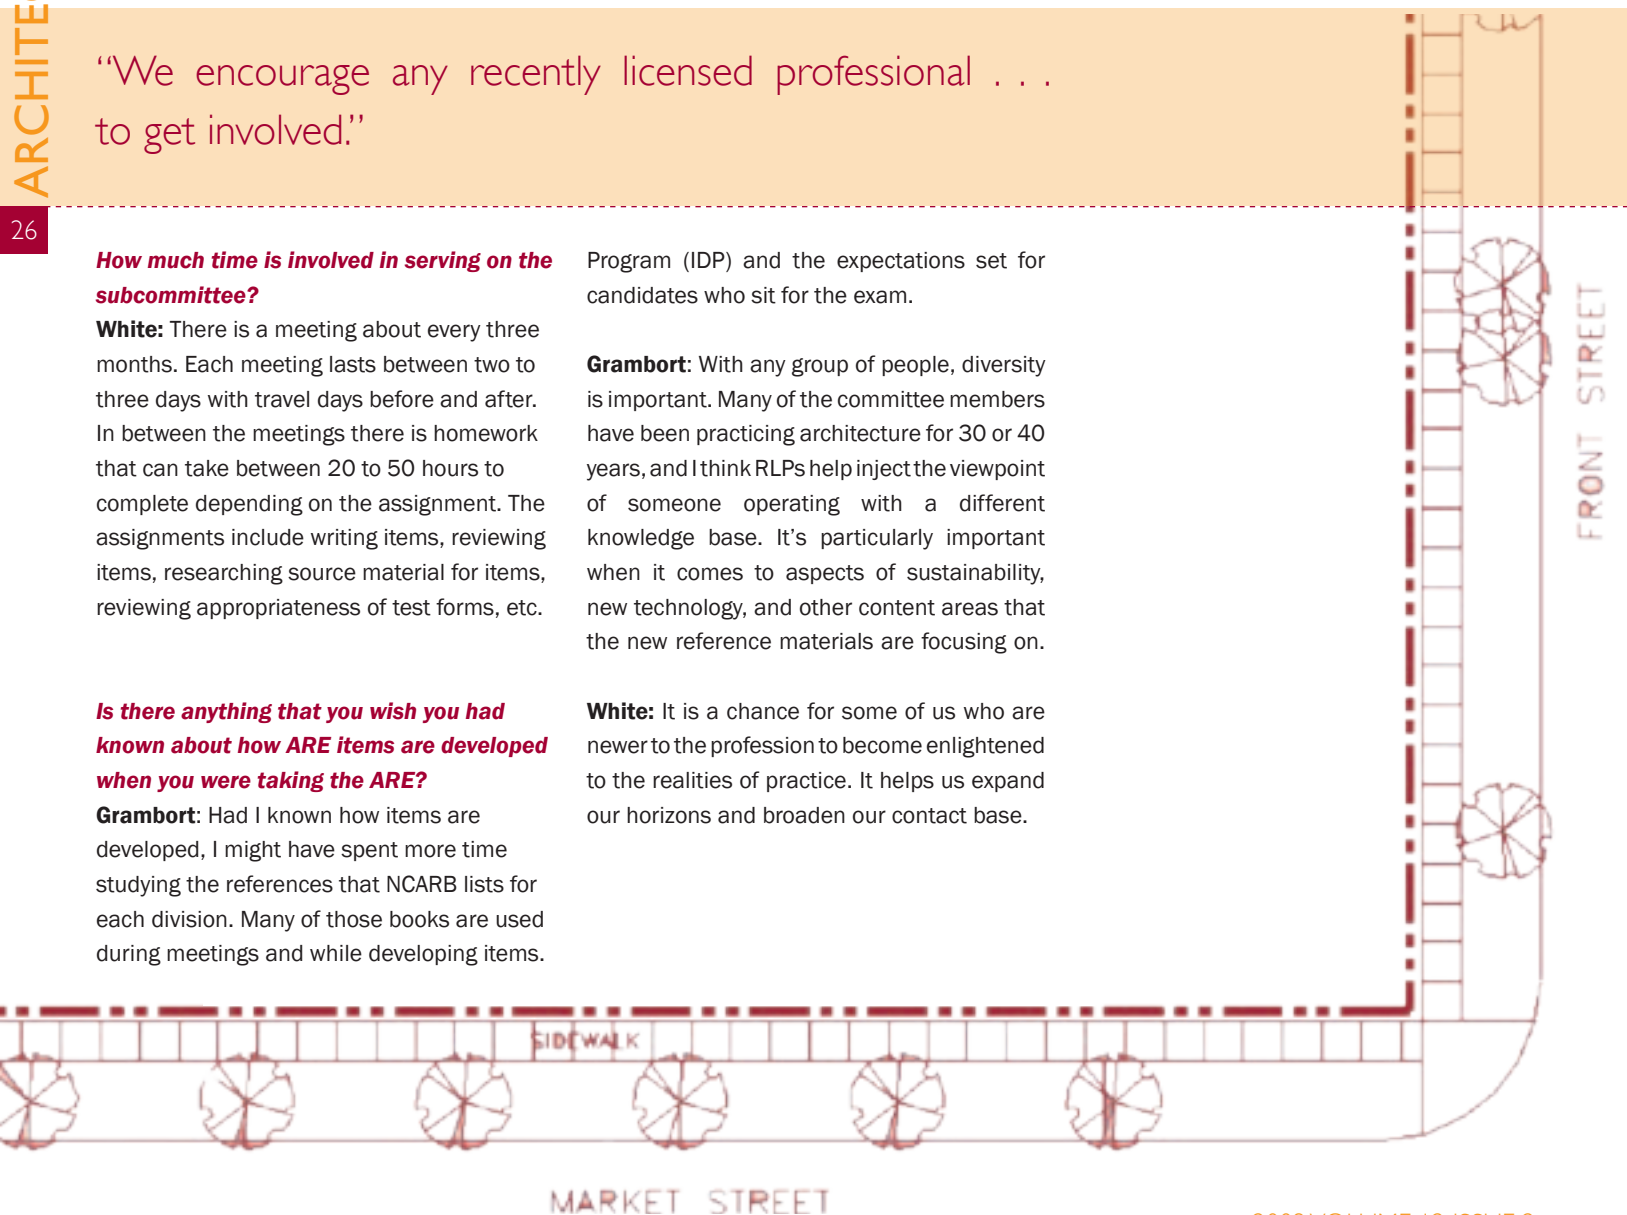 “We encourage any recently licensed professional . . .
to get involved.”
26
How much time is involved in serving on the
subcommittee?
White: There is a meeting about every three
months. Each meeting lasts between two to
three days with travel days before and after.
In between the meetings there is homework
that can take between 20 to 50 hours to
complete depending on the assignment. The
assignments include writing items, reviewing
items, researching source material for items,
reviewing appropriateness of test forms, etc.
Is there anything that you wish you had
known about how ARE items are developed
when you were taking the ARE?
Grambort: Had I known how items are
developed, I might have spent more time
studying the references that NCARB lists for
each division. Many of those books are used
during meetings and while developing items.
Program (IDP) and the expectations set for
candidates who sit for the exam.
Grambort: With any group of people, diversity
is important. Many of the committee members
have been practicing architecture for 30 or 40
years, and I think RLPs help inject the viewpoint
of someone operating with a different
knowledge base. It’s particularly important
when it comes to aspects of sustainability,
new technology, and other content areas that
the new reference materials are focusing on.
White: It is a chance for some of us who are
newer to the profession to become enlightened
to the realities of practice. It helps us expand
our horizons and broaden our contact base.
FRONT STREET
SIDEWALK
MARKET STREET